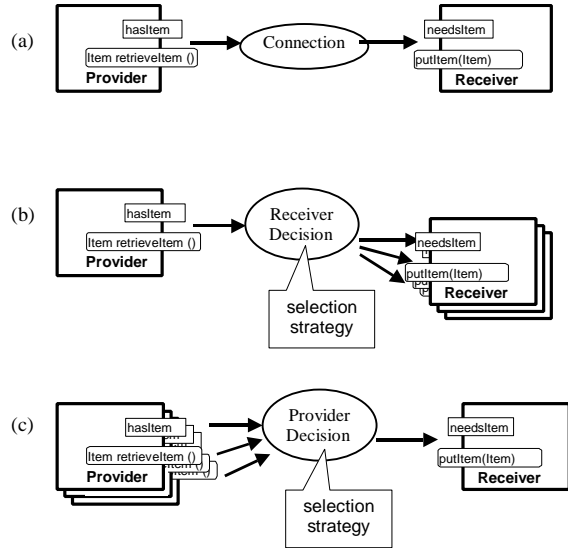 (a)
hasItem
Item retrieveItem ()
Provider
Connection
needsItem
putItem(Item)
Receiver
(b)
hasItem
Item retrieveItem ()
Provider
Receiver
Decision
selection
strategy
needsItem
putItem(Item)
Receiver
(c)
hasItem
Item retrieveItem ()
Provider
Provider
Decision
selection
strategy
needsItem
putItem(Item)
Receiver